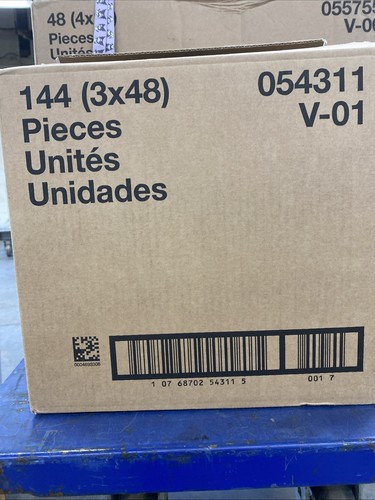 48 (4x
Pieces
Unités
05575
V-0
144 (3x48)
Pieces
Unités
Unidades
054311
V-01
1 07 68702 54311 5
001 7